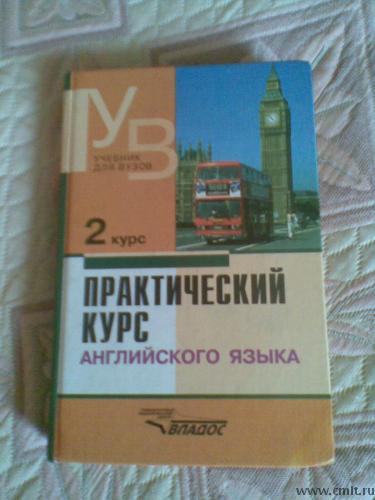 УВ
УЧЕБНИК
ДЛЯ ВУЗОВ
2 курс
ПРАКТИЧЕСКИЙ
КУРС
АНГЛИЙСКОГО ЯЗЫКА
ВЛАДОС
www.cmlt.ru